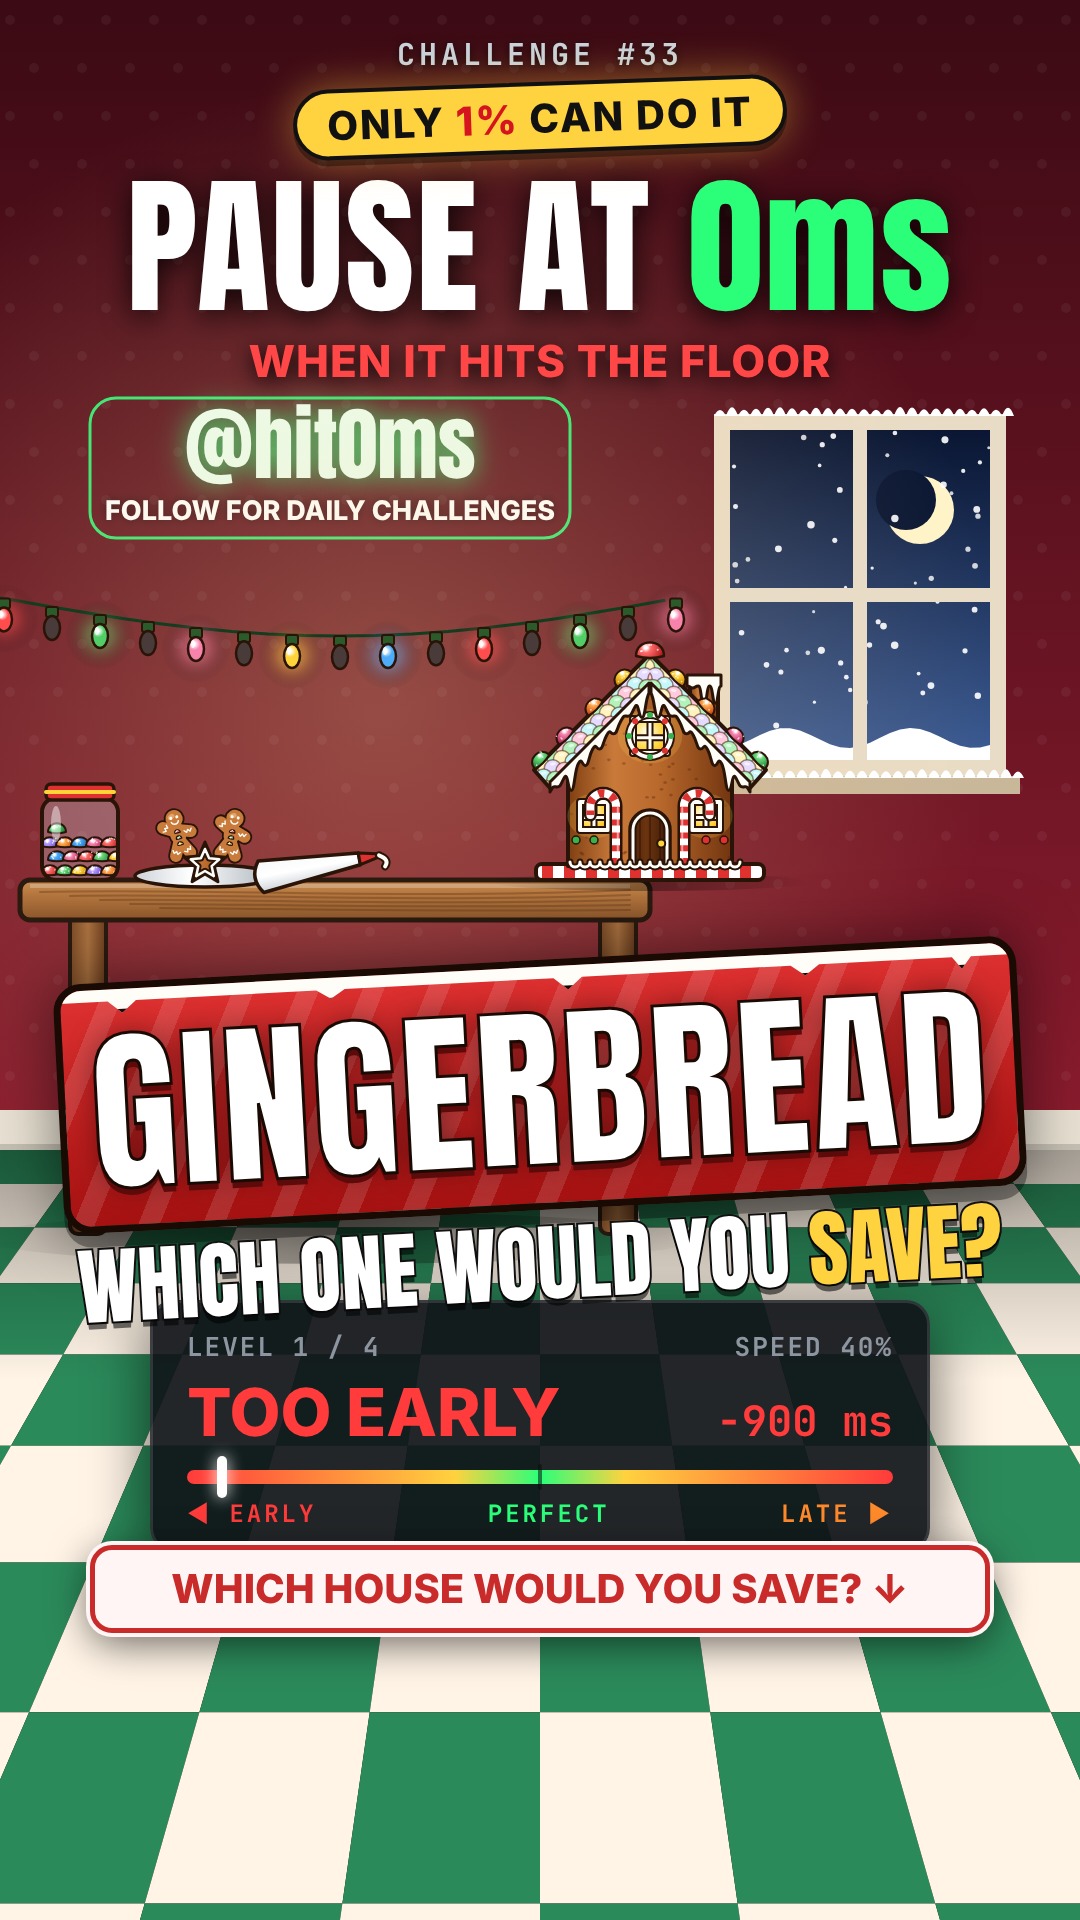 CHALLENGE #33
ONLY 1% CAN DO IT
PAUSE AT 0ms
WHEN IT HITS THE FLOOR
@hit0ms
FOLLOW FOR DAILY CHALLENGES
GINGERBREAD
WHICH ONE WOULD YOU SAVE?
LEVEL 1 / 4 SPEED 40%
TOO EARLY -900 ms
◀ EARLY PERFECT LATE ▶
WHICH HOUSE WOULD YOU SAVE? ↓